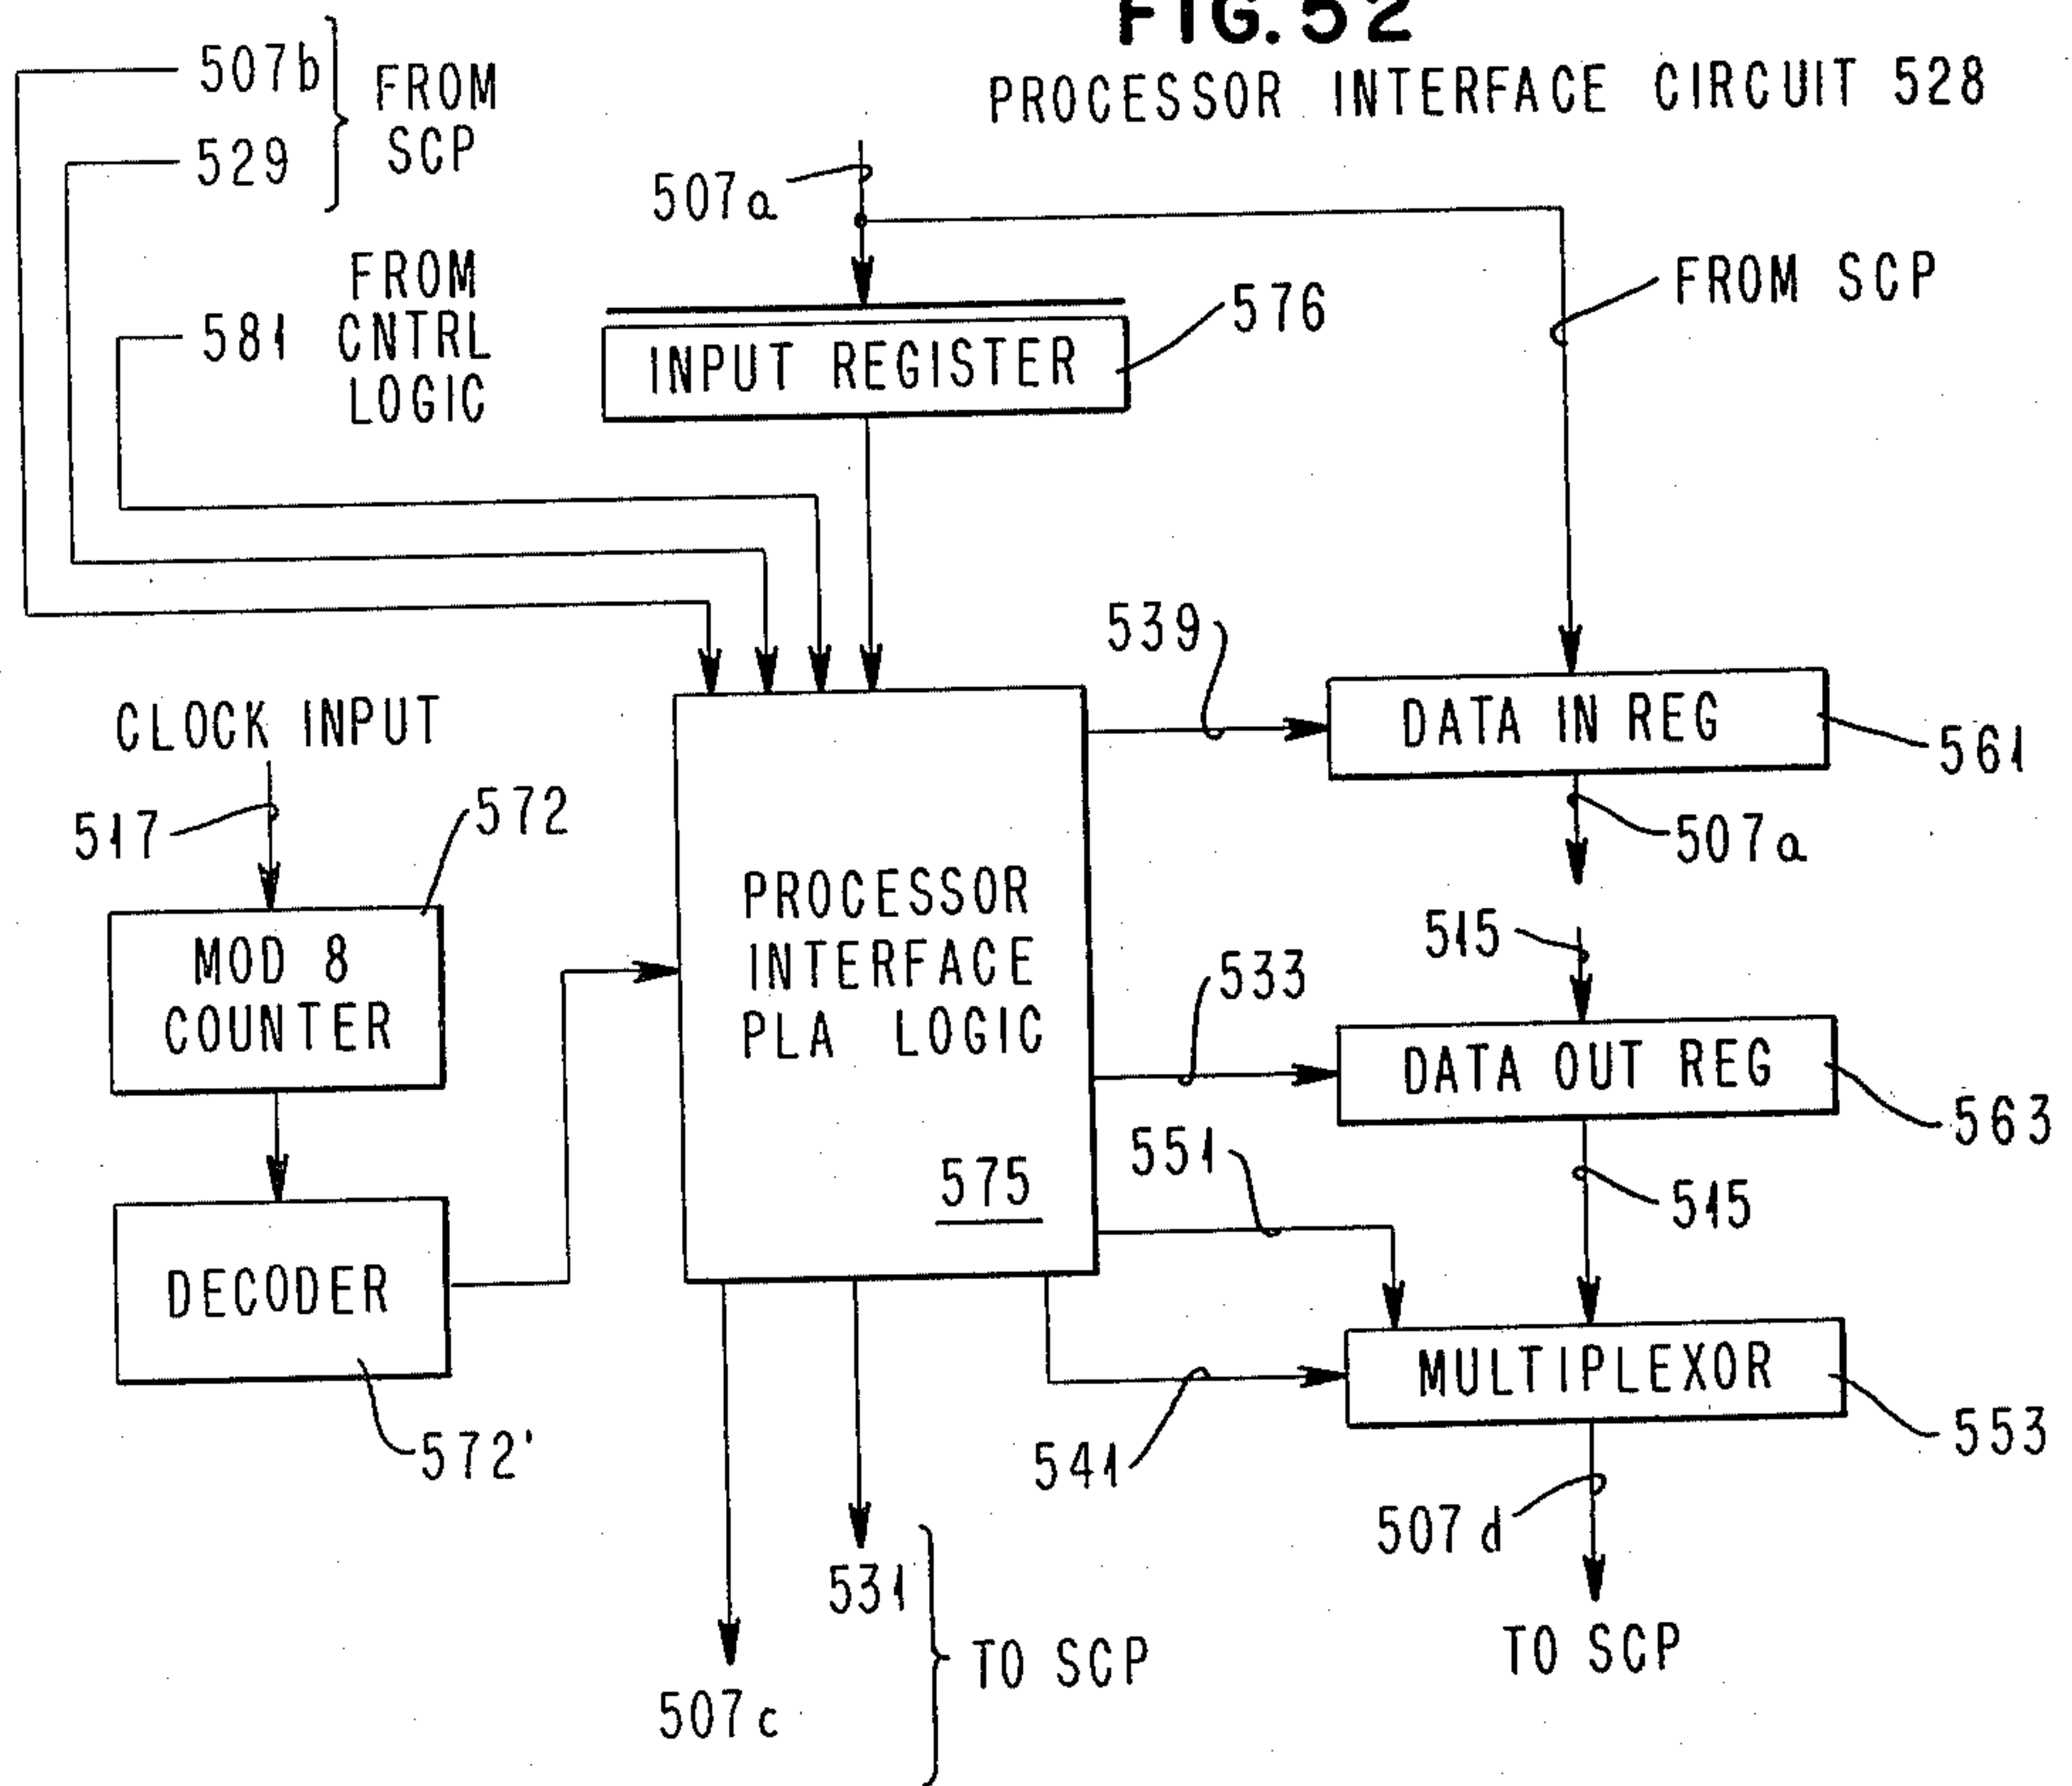 FIG. 52
PROCESSOR INTERFACE CIRCUIT 528
507b
529
FROM
SCP
507a
FROM SCP
581
FROM
CNTRL
LOGIC
576
INPUT REGISTER
539
DATA IN REG
561
507a
CLOCK INPUT
517
572
MOD 8
COUNTER
PROCESSOR
INTERFACE
PLA LOGIC
575
515
533
DATA OUT REG
563
551
515
DECODER
572'
MULTIPLEXOR
553
541
507d
TO SCP
531
507c
TO SCP